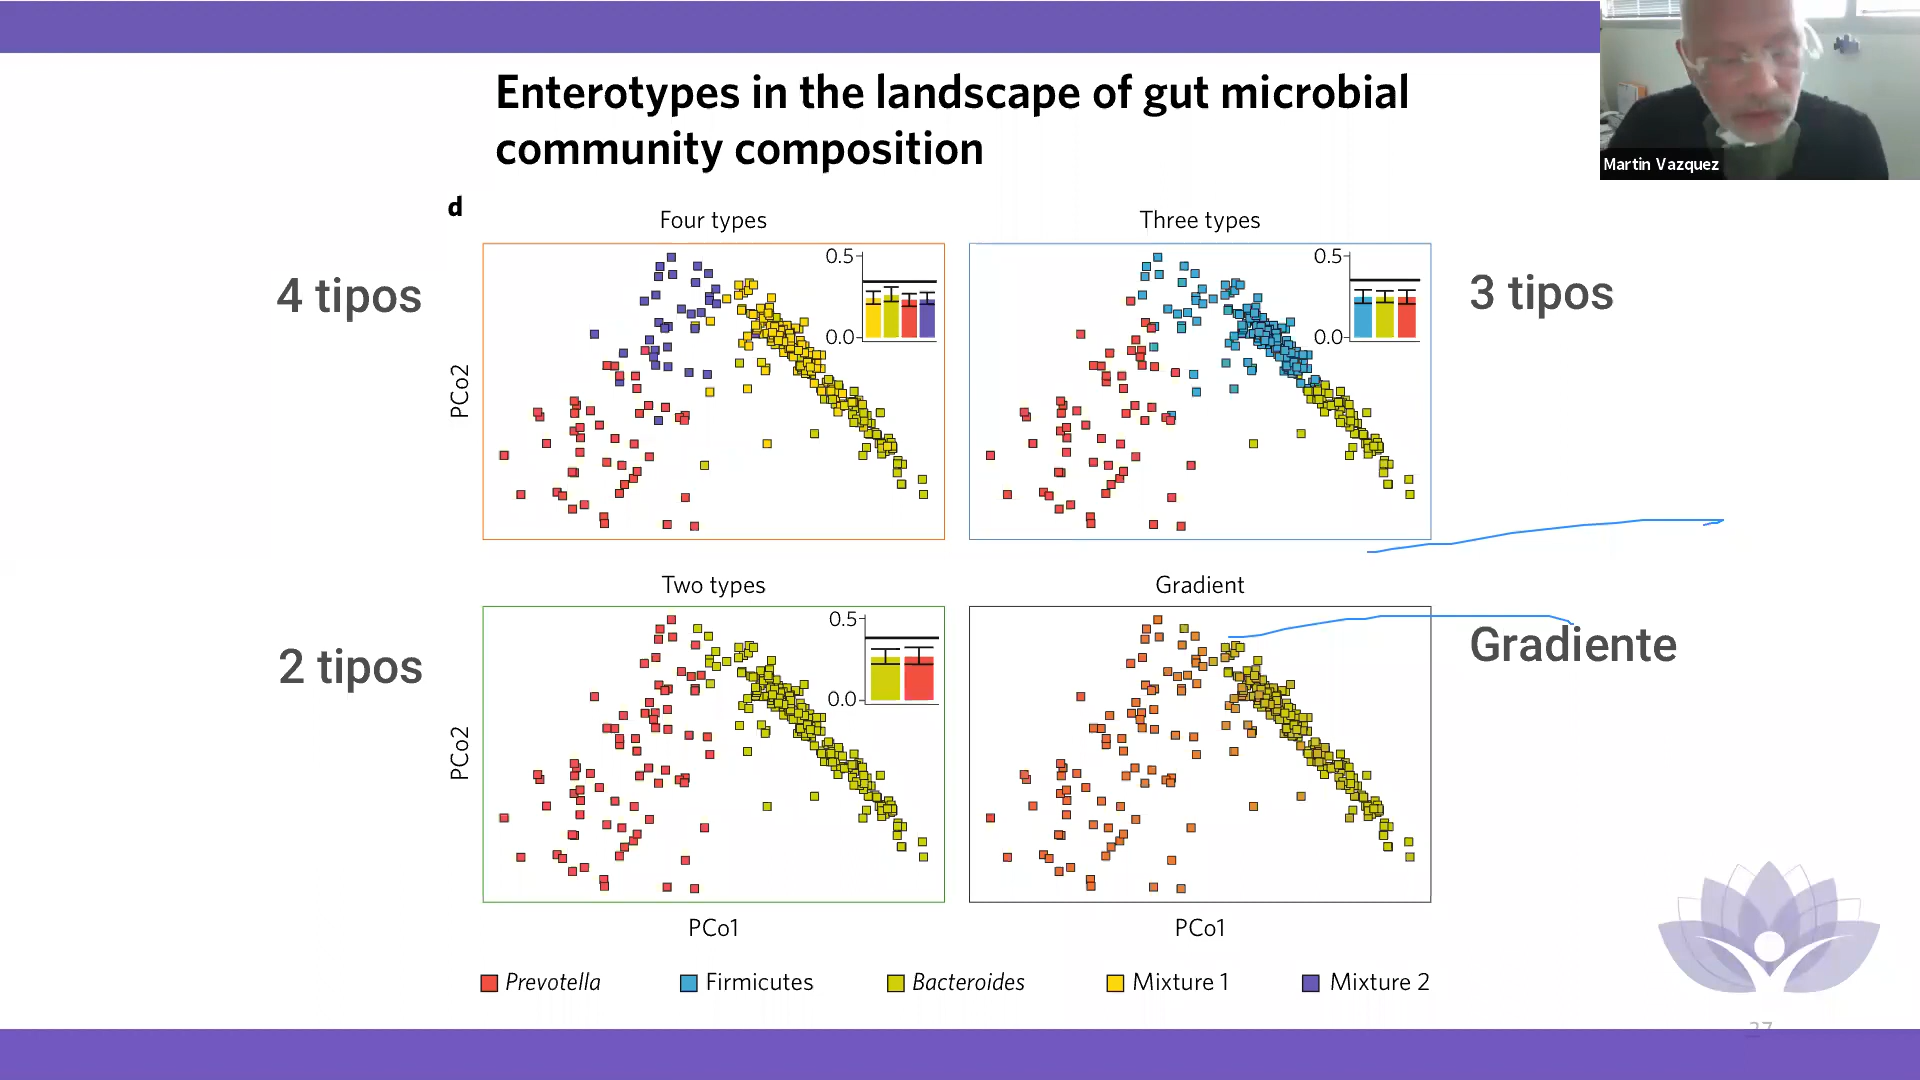 Enterotypes in the landscape of gut microbial
community composition
Martin Vazquez
d
Four types
Three types
4 tipos
3 tipos
0.5
0.0
0.5
0.0
PCo2
Two types
Gradient
2 tipos
Gradiente
0.5
0.0
PCo2
PCo1
PCo1
Prevotella
Firmicutes
Bacteroides
Mixture 1
Mixture 2
37